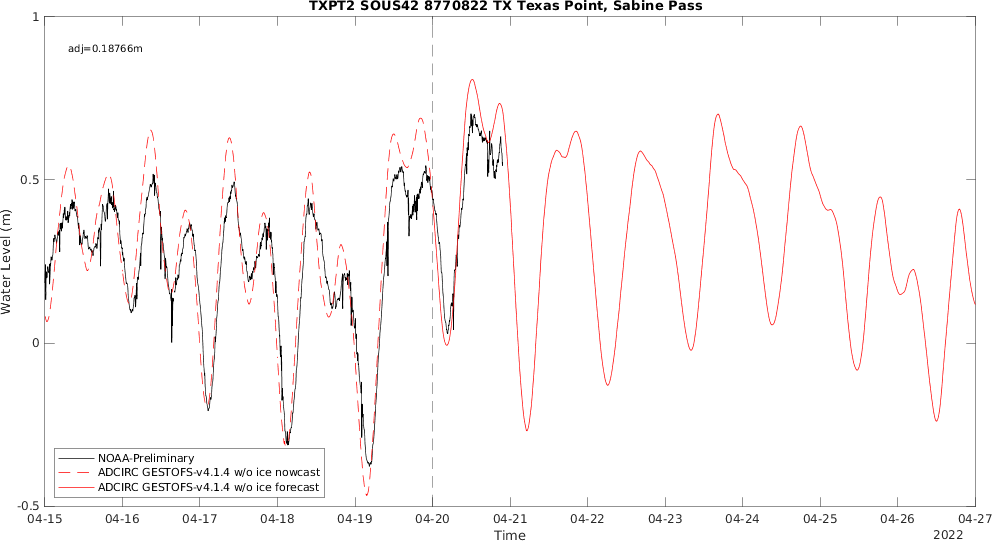 TXPT2 SOUS42 8770822 TX Texas Point, Sabine Pass
adj=0.18766m
1
0.5
0
-0.5
Water Level (m)
NOAA-Preliminary
ADCIRC GESTOFS-v4.1.4 w/o ice nowcast
ADCIRC GESTOFS-v4.1.4 w/o ice forecast
04-15 04-16 04-17 04-18 04-19 04-20 04-21 04-22 04-23 04-24 04-25 04-26 04-27
Time
2022